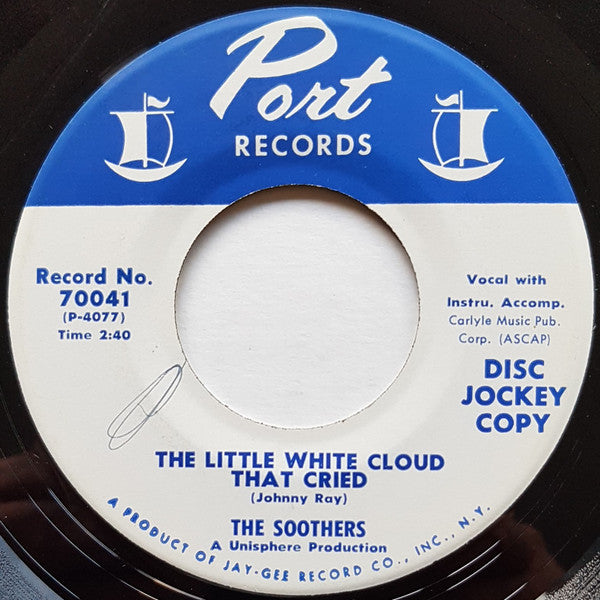 Port
RECORDS
Record No.
70041
(P-4077)
Time 2:40
Vocal with
Instru. Accomp.
Carlyle Music Pub.
Corp. (ASCAP)
DISC
JOCKEY
COPY
THE LITTLE WHITE CLOUD
THAT CRIED
(Johnny Ray)
THE SOOTHERS
A Unisphere Production
A PRODUCT OF JAY-GEE RECORD CO., INC., N.Y.